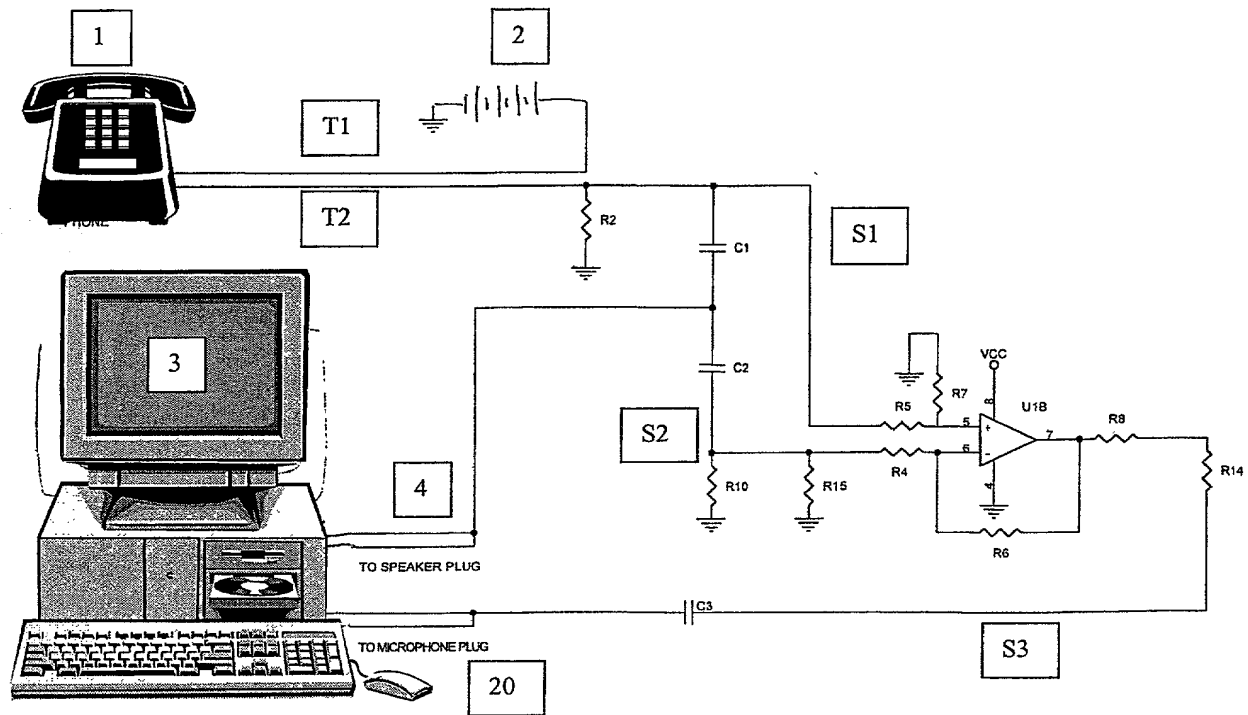 1
2
T1
T2
PHONE
R2
C1
S1
3
C2
VCC
8
R7
U1B
R5
5
+
7
R8
S2
6
-
R4
R14
4
R10
R15
4
R6
TO SPEAKER PLUG
C3
TO MICROPHONE PLUG
S3
20